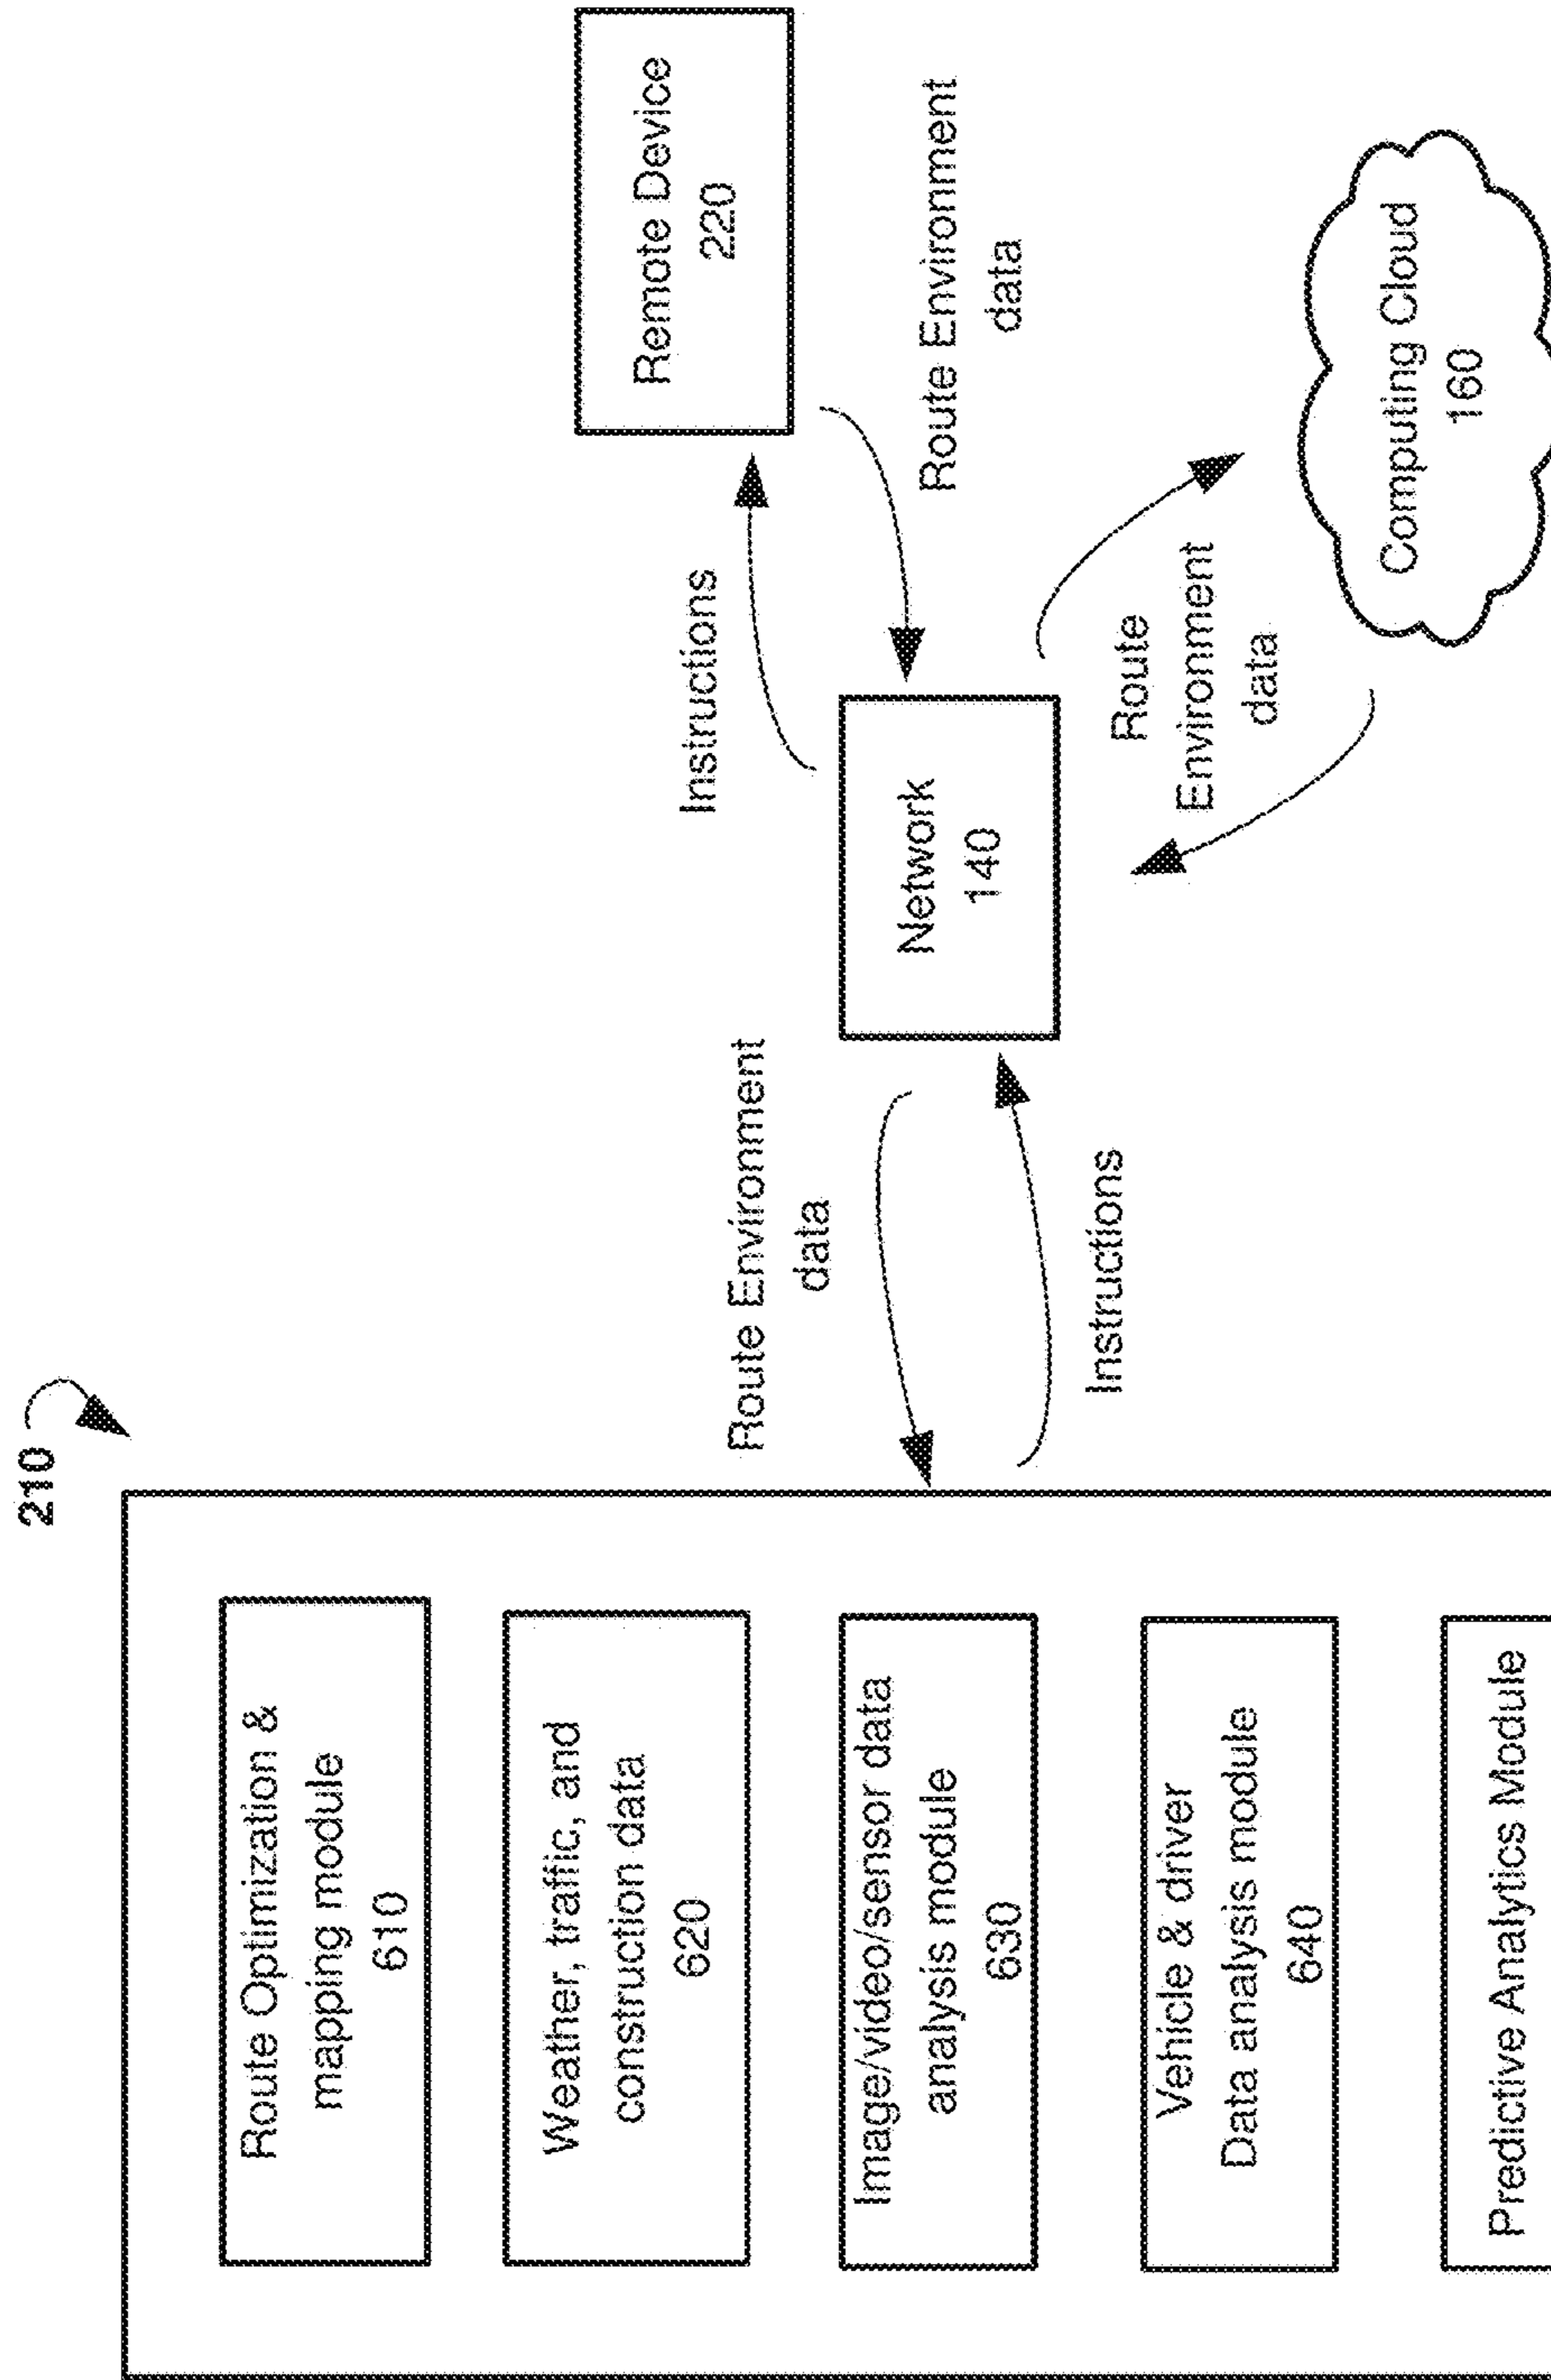 210
Route Optimization &
mapping module
610
Weather, traffic, and
construction data
620
Image/video/sensor data
analysis module
630
Vehicle & driver
Data analysis module
640
Predictive Analytics Module
Route Environment
data
Instructions
Network
140
Instructions
Remote Device
220
Route Environment
data
Route
Environment
data
Computing Cloud
160